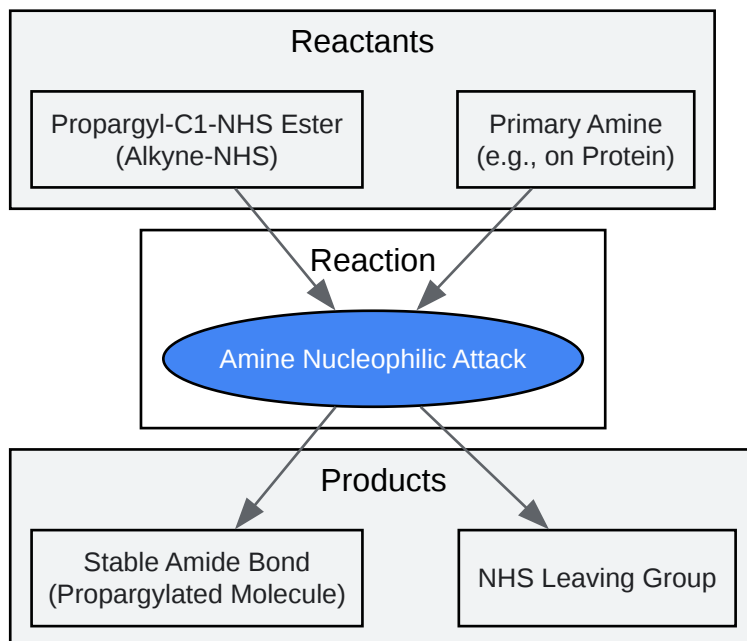 Reactants
Propargyl-C1-NHS Ester
(Alkyne-NHS)
Primary Amine
(e.g., on Protein)
Reaction
Amine Nucleophilic Attack
Products
Stable Amide Bond
(Propargylated Molecule)
NHS Leaving Group